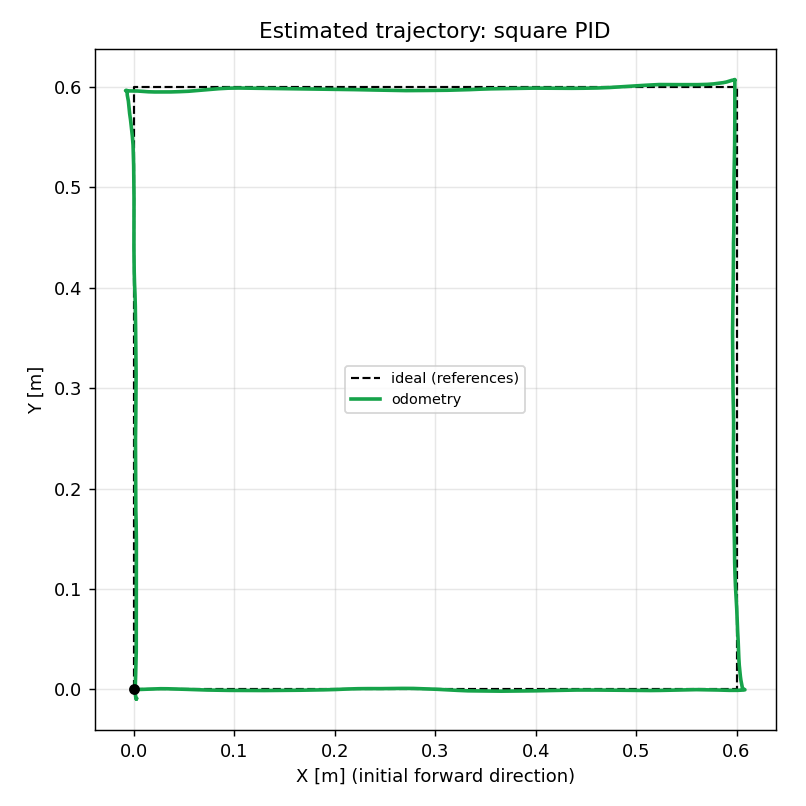 Estimated trajectory: square PID
Y [m]
0.6
0.5
0.4
0.3
0.2
0.1
0.0
ideal (references)
odometry
0.0 0.1 0.2 0.3 0.4 0.5 0.6
X [m] (initial forward direction)